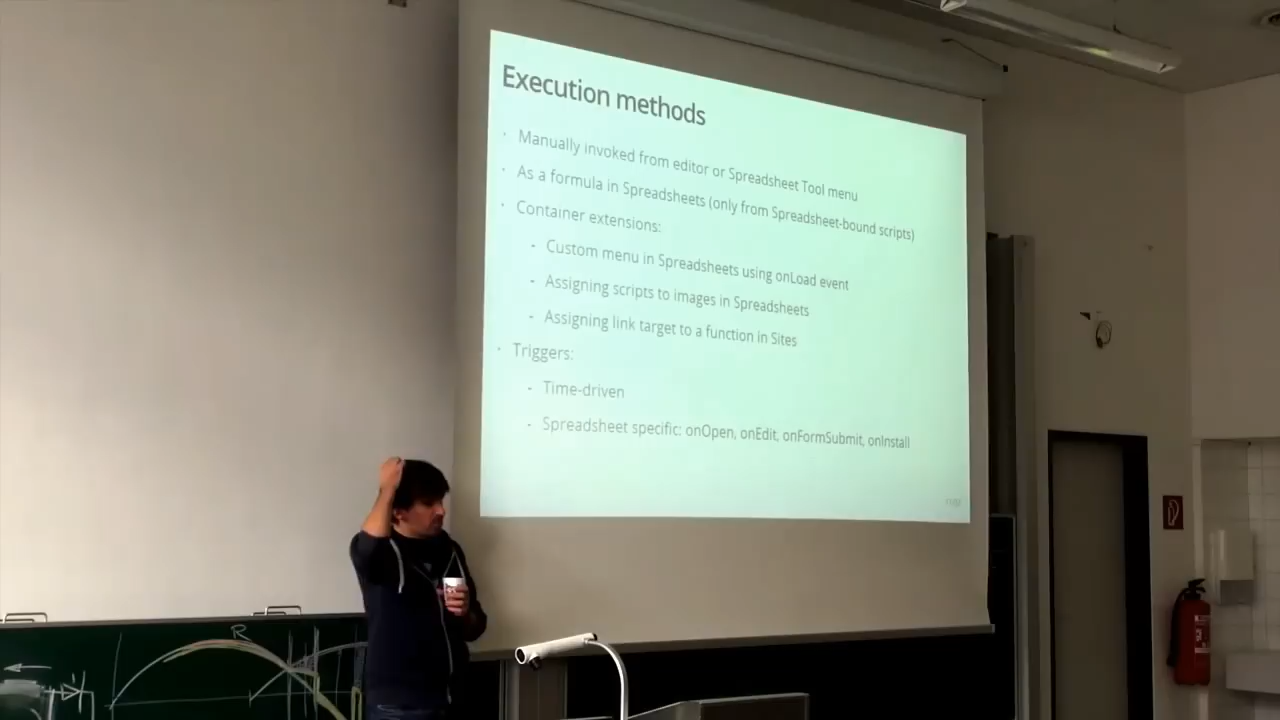 Execution methods
· Manually invoked from editor or Spreadsheet Tool menu
· As a formula in Spreadsheets (only from Spreadsheet-bound scripts)
· Container extensions:
- Custom menu in Spreadsheets using onLoad event
- Assigning scripts to images in Spreadsheets
- Assigning link target to a function in Sites
· Triggers:
- Time-driven
- Spreadsheet specific: onOpen, onEdit, onFormSubmit, onInstall
R